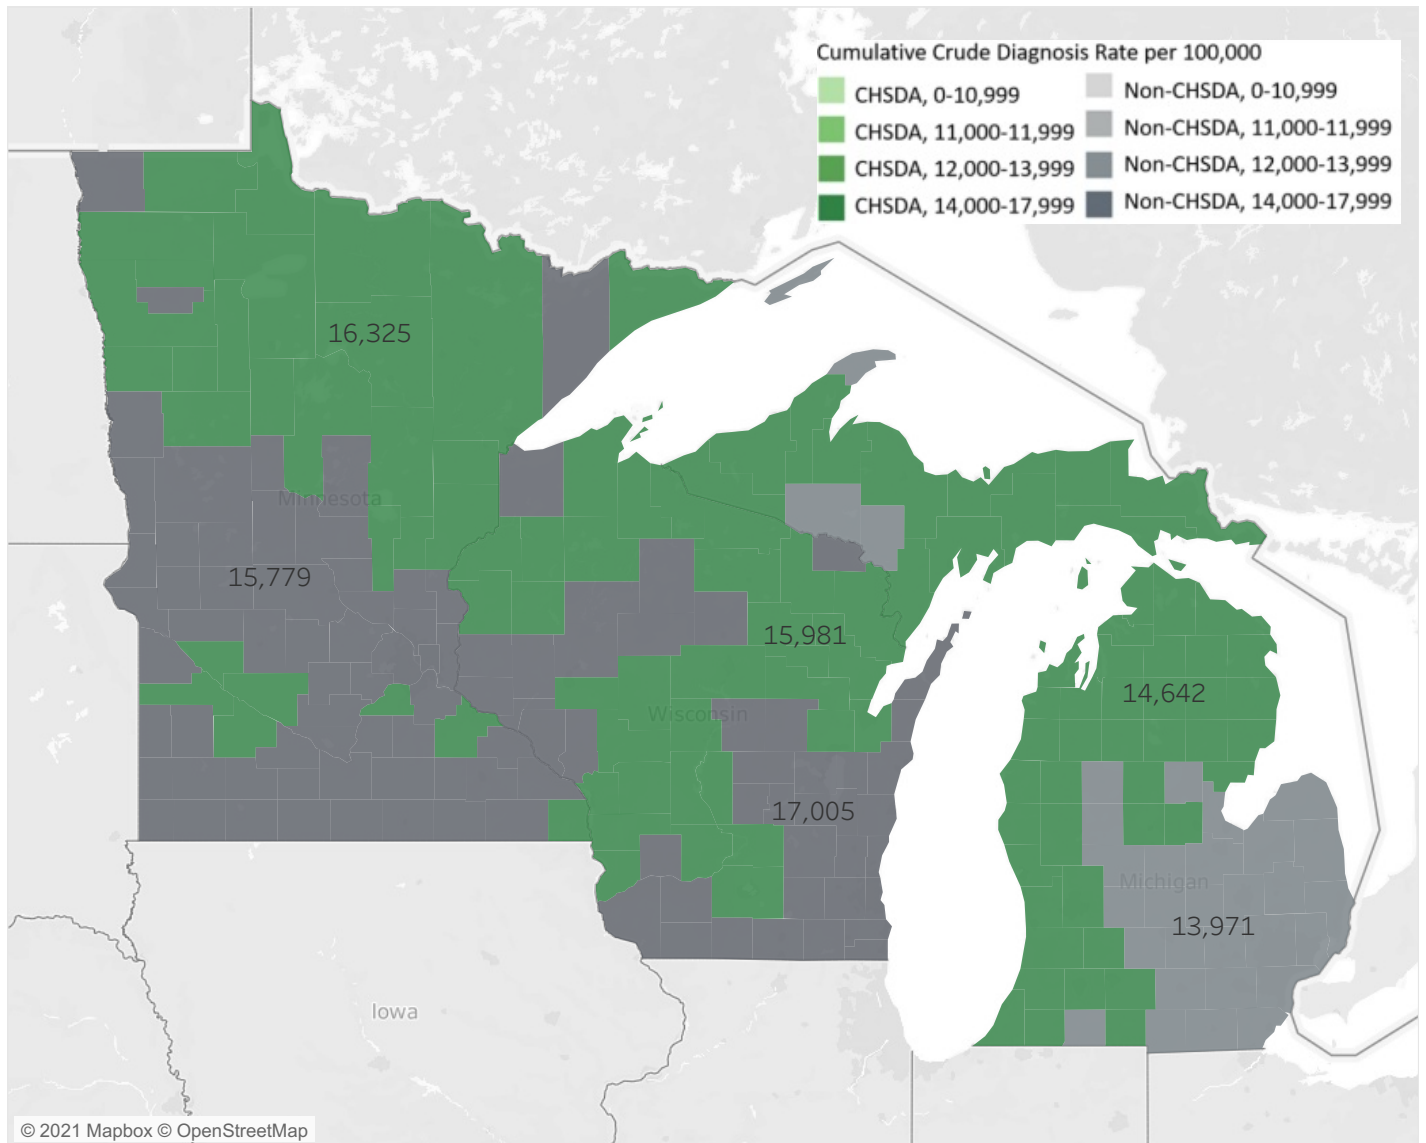 Cumulative Crude Diagnosis Rate per 100,000
CHSDA, 0-10,999
Non-CHSDA, 0-10,999
CHSDA, 11,000-11,999
Non-CHSDA, 11,000-11,999
CHSDA, 12,000-13,999
Non-CHSDA, 12,000-13,999
CHSDA, 14,000-17,999
Non-CHSDA, 14,000-17,999
16,325
Minnesota
15,779
15,981
14,642
Wisconsin
17,005
Michigan
13,971
Iowa
© 2021 Mapbox © OpenStreetMap